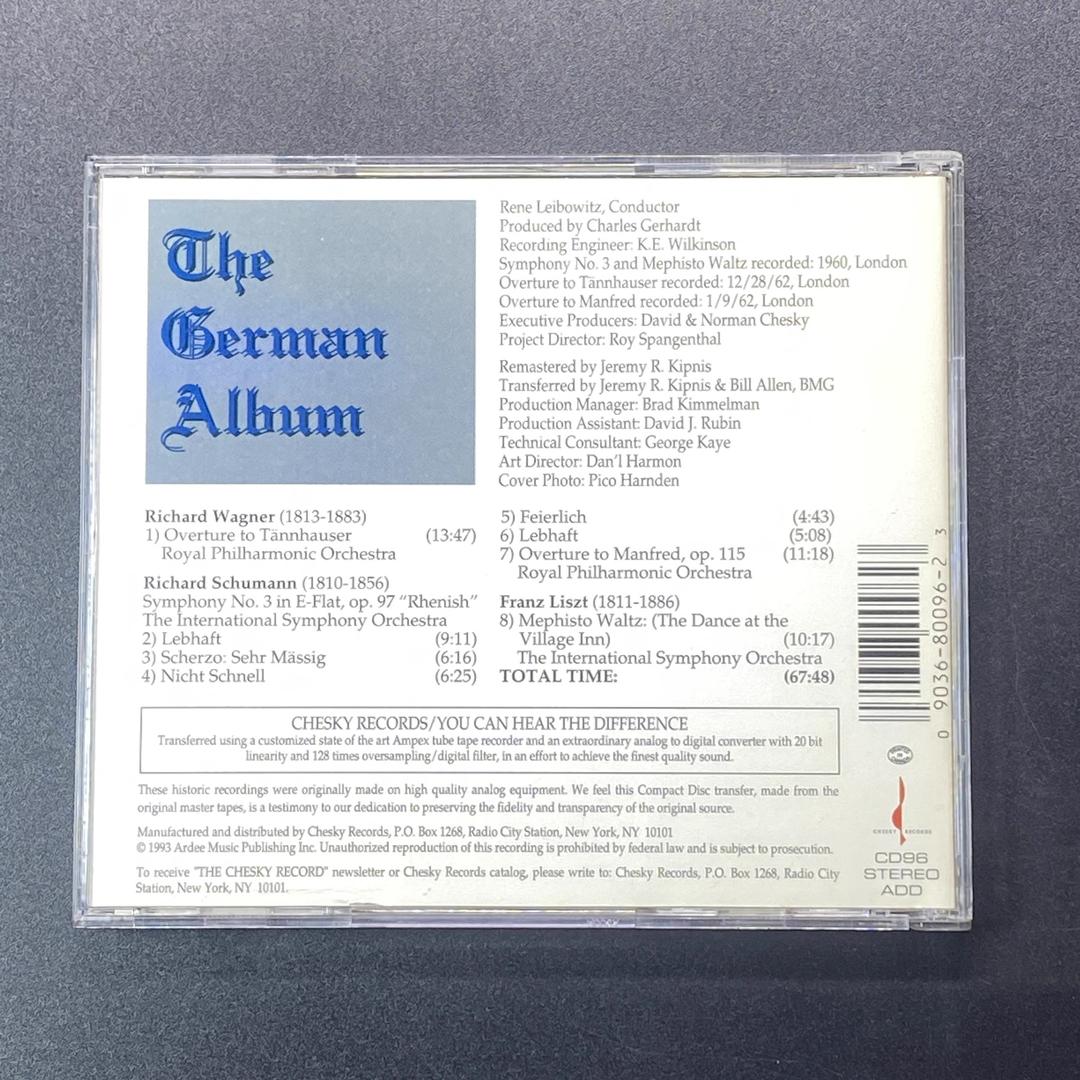 The
German
Album
Rene Leibowitz, Conductor
Produced by Charles Gerhardt
Recording Engineer: K.E. Wilkinson
Symphony No. 3 and Mephisto Waltz recorded: 1960, London
Overture to Tännhauser recorded: 12/28/62, London
Overture to Manfred recorded: 1/9/62, London
Executive Producers: David & Norman Chesky
Project Director: Roy Spangenthal
Remastered by Jeremy R. Kipnis
Transferred by Jeremy R. Kipnis & Bill Allen, BMG
Production Manager: Brad Kimmelman
Production Assistant: David J. Rubin
Technical Consultant: George Kaye
Art Director: Dan'l Harmon
Cover Photo: Pico Harnden
Richard Wagner (1813-1883)
1) Overture to Tännhauser (13:47)
Royal Philharmonic Orchestra
Richard Schumann (1810-1856)
Symphony No. 3 in E-Flat, op. 97 "Rhenish"
The International Symphony Orchestra
2) Lebhaft (9:11)
3) Scherzo: Sehr Mässig (6:16)
4) Nicht Schnell (6:25)
5) Feierlich (4:43)
6) Lebhaft (5:08)
7) Overture to Manfred, op. 115 (11:18)
Royal Philharmonic Orchestra
Franz Liszt (1811-1886)
8) Mephisto Waltz: (The Dance at the
Village Inn) (10:17)
The International Symphony Orchestra
TOTAL TIME: (67:48)
CHESKY RECORDS/YOU CAN HEAR THE DIFFERENCE
Transferred using a customized state of the art Ampex tube tape recorder and an extraordinary analog to digital converter with 20 bit
linearity and 128 times oversampling/digital filter, in an effort to achieve the finest quality sound.
These historic recordings were originally made on high quality analog equipment. We feel this Compact Disc transfer, made from the
original master tapes, is a testimony to our dedication to preserving the fidelity and transparency of the original source.
Manufactured and distributed by Chesky Records, P.O. Box 1268, Radio City Station, New York, NY 10101
© 1993 Ardee Music Publishing Inc. Unauthorized reproduction of this recording is prohibited by federal law and is subject to prosecution.
To receive "THE CHESKY RECORD" newsletter or Chesky Records catalog, please write to: Chesky Records, P.O. Box 1268, Radio City
Station, New York, NY 10101.
0 9036-80096-2 3
CHESKY RECORDS
CD96
STEREO
ADD